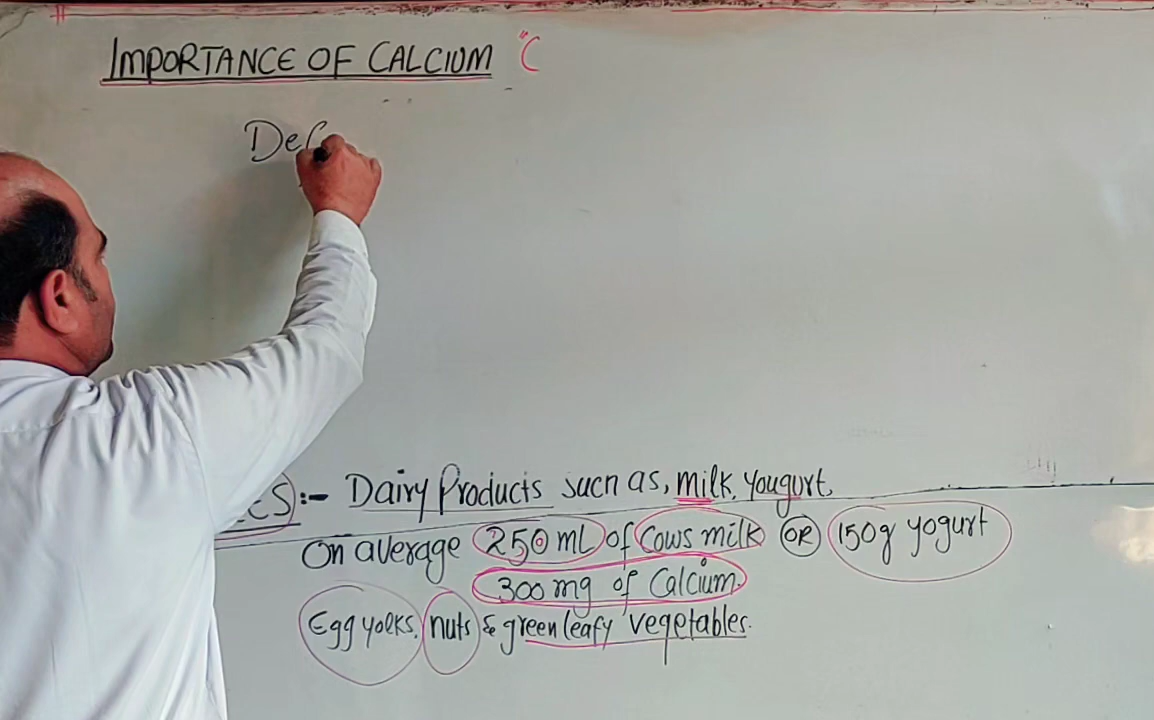 IMPORTANCE OF CALCIUM "C
Def
ES :- Dairy Products such as, milk, yougurt,
on average 250 mL of Cows milk OR 150g yogurt
300 mg of Calcium.
Egg yolks, nuts & green leafy vegetables.